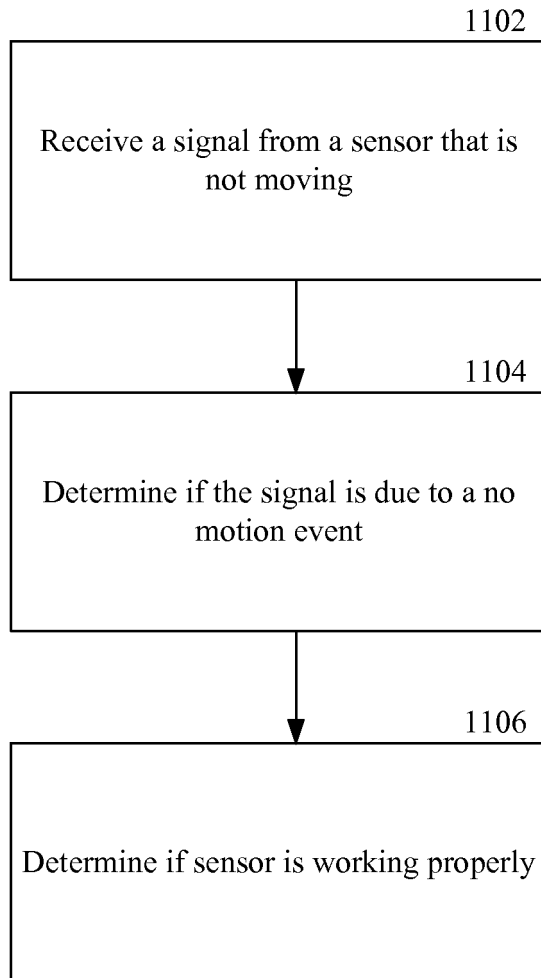 1102
Receive a signal from a sensor that is
not moving
1104
Determine if the signal is due to a no
motion event
1106
Determine if sensor is working properly